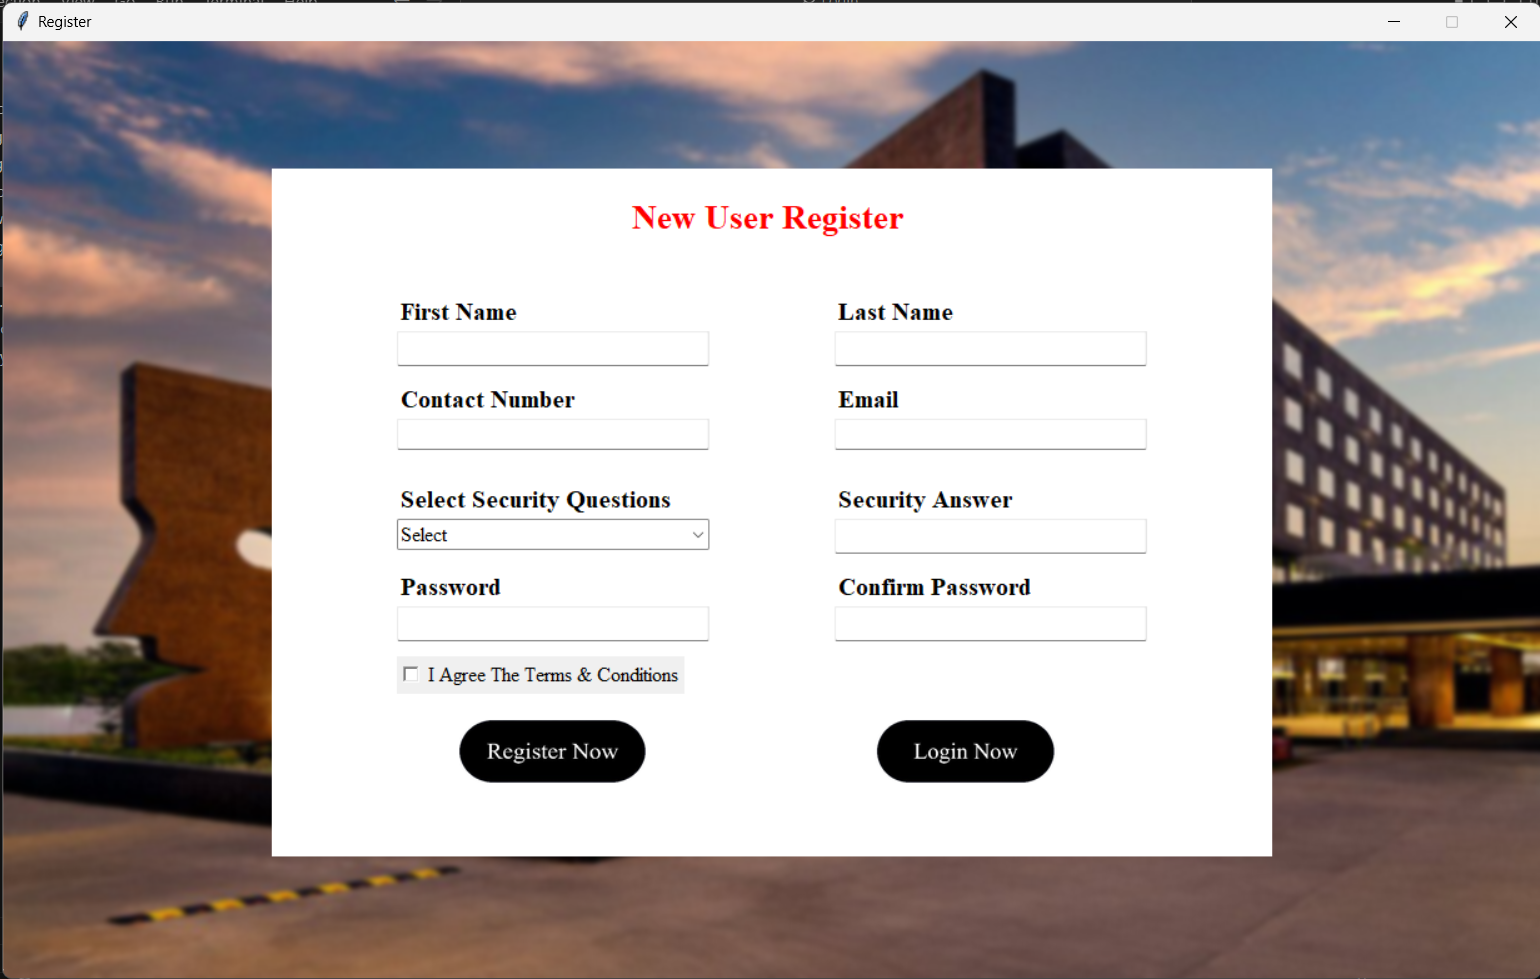 Register
New User Register
First Name
Last Name
Contact Number
Email
Select Security Questions
Security Answer
Select
Password
Confirm Password
I Agree The Terms & Conditions
Register Now
Login Now